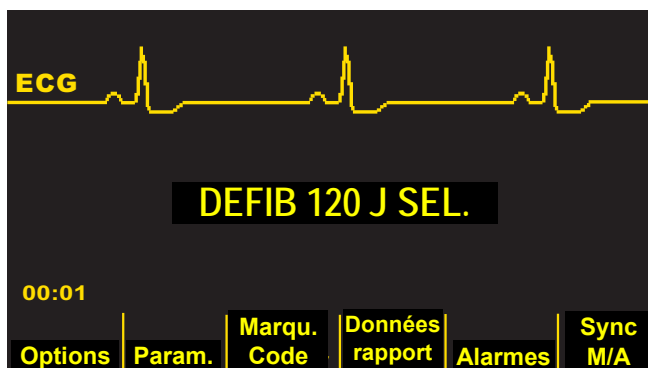 ECG
DEFIB 120 J SEL.
00:01
Options
Param.
Marqu.
Code
Données
rapport
Alarmes
Sync
M/A